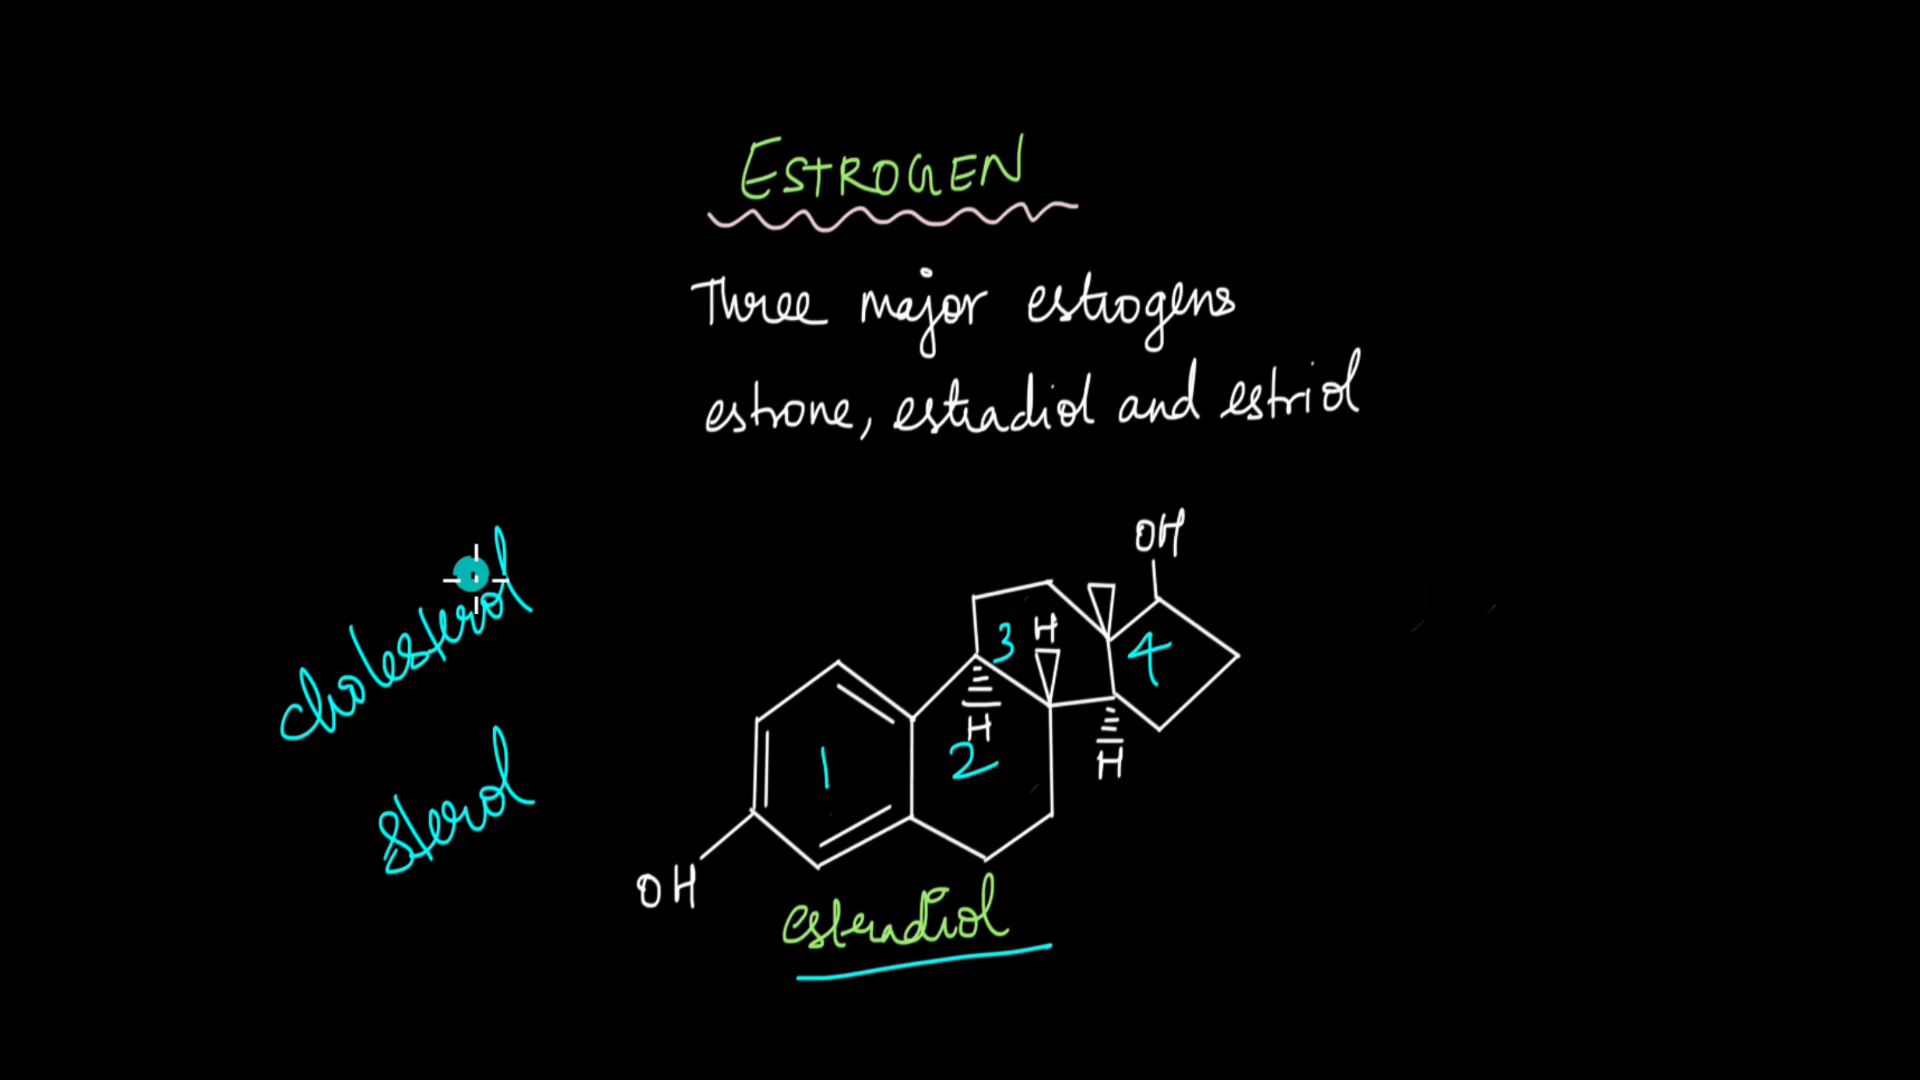 ESTROGEN
Three major estrogens
estrone, estradiol and estriol
cholesterol
sterol
OH
3
H
4
H
1
2
H
OH
estradiol